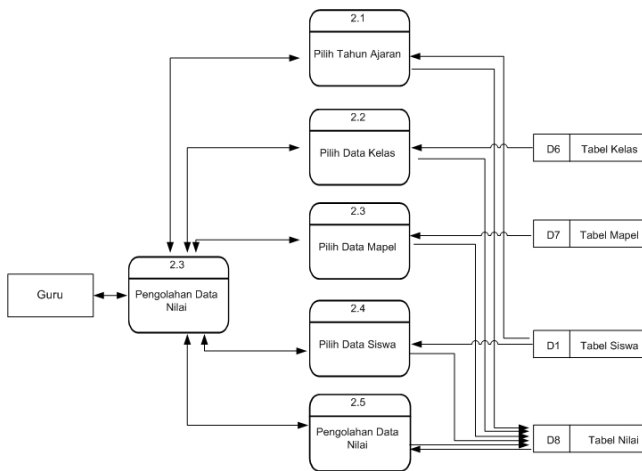 2.1
Pilih Tahun Ajaran
2.2
Pilih Data Kelas
D6 Tabel Kelas
2.3
Pilih Data Mapel
D7 Tabel Mapel
2.3
Pengolahan Data
Nilai
Guru
2.4
Pilih Data Siswa
D1 Tabel Siswa
2.5
Pengolahan Data
Nilai
D8 Tabel Nilai